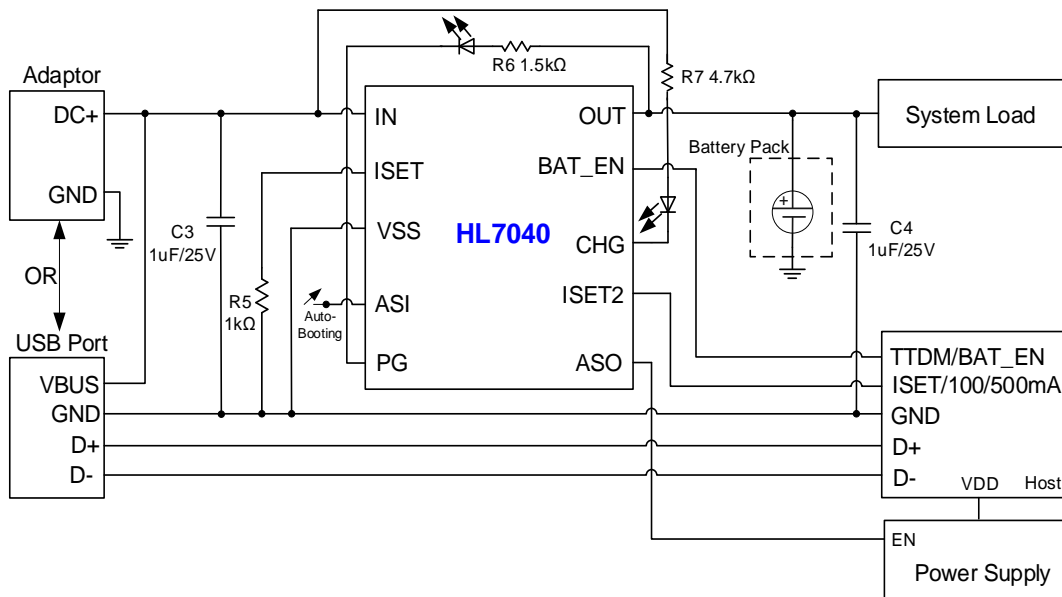 R6 1.5kΩ
R7 4.7kΩ
Adaptor
DC+
GND
OR
USB Port
VBUS
GND
D+
D-
C3
1uF/25V
R5
1kΩ
Auto-
Booting
IN
ISET
VSS
ASI
PG
HL7040
OUT
BAT_EN
CHG
ISET2
ASO
Battery Pack
+
C4
1uF/25V
System Load
TTDM/BAT_EN
ISET/100/500mA
GND
D+
D-
VDD
Host
EN
Power Supply